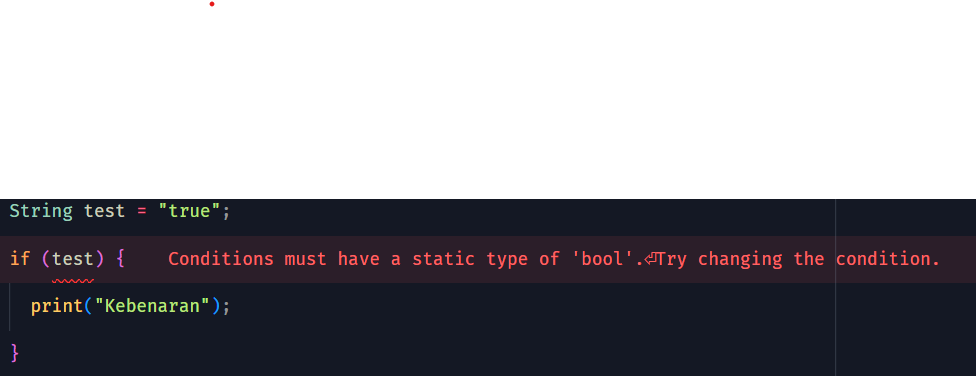 String test = "true";
if (test) {    Conditions must have a static type of 'bool'.⏎Try changing the condition.
print("Kebenaran");
}